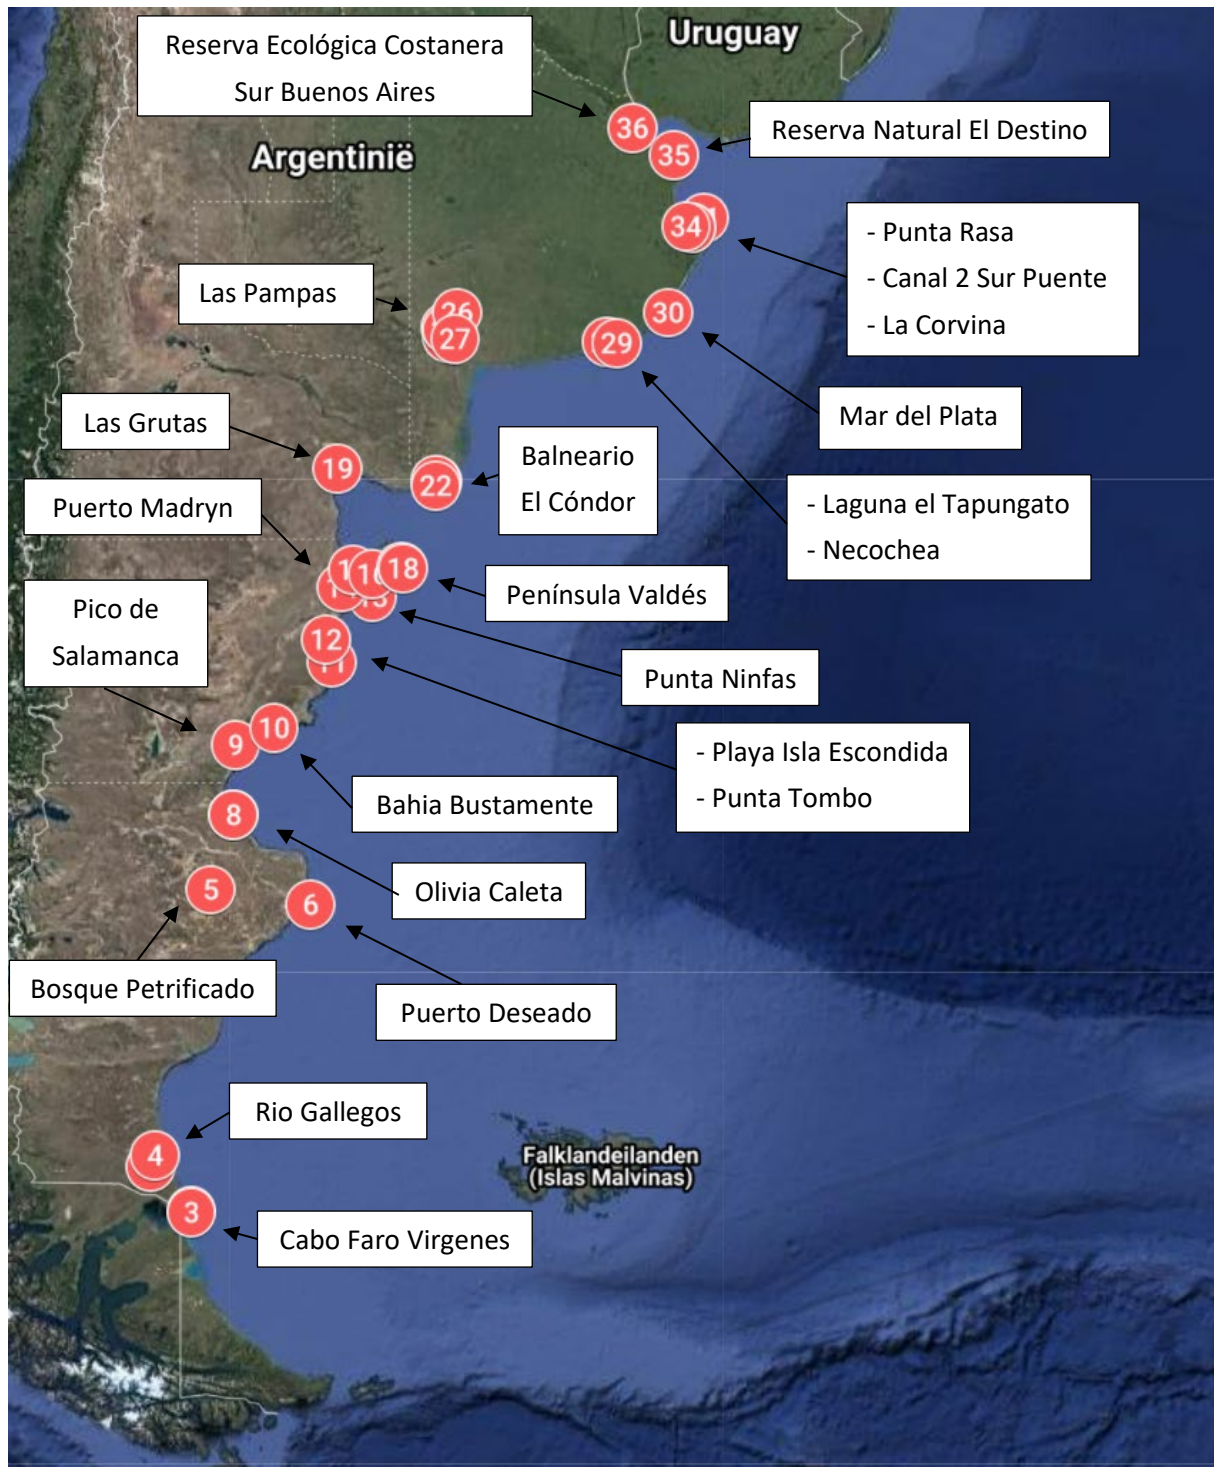 Uruguay
Reserva Ecológica Costanera
Sur Buenos Aires
36
Reserva Natural El Destino
35
Argentinië
34
- Punta Rasa
- Canal 2 Sur Puente
- La Corvina
Las Pampas
26
27
30
29
Mar del Plata
Las Grutas
19
Balneario
El Cóndor
22
- Laguna el Tapungato
- Necochea
Puerto Madryn
18
Península Valdés
Pico de
Salamanca
12
11
Punta Ninfas
10
9
- Playa Isla Escondida
- Punta Tombo
8
Bahia Bustamente
5
6
Olivia Caleta
Bosque Petrificado
Puerto Deseado
Rio Gallegos
4
Falklandeilanden
(Islas Malvinas)
3
Cabo Faro Virgenes